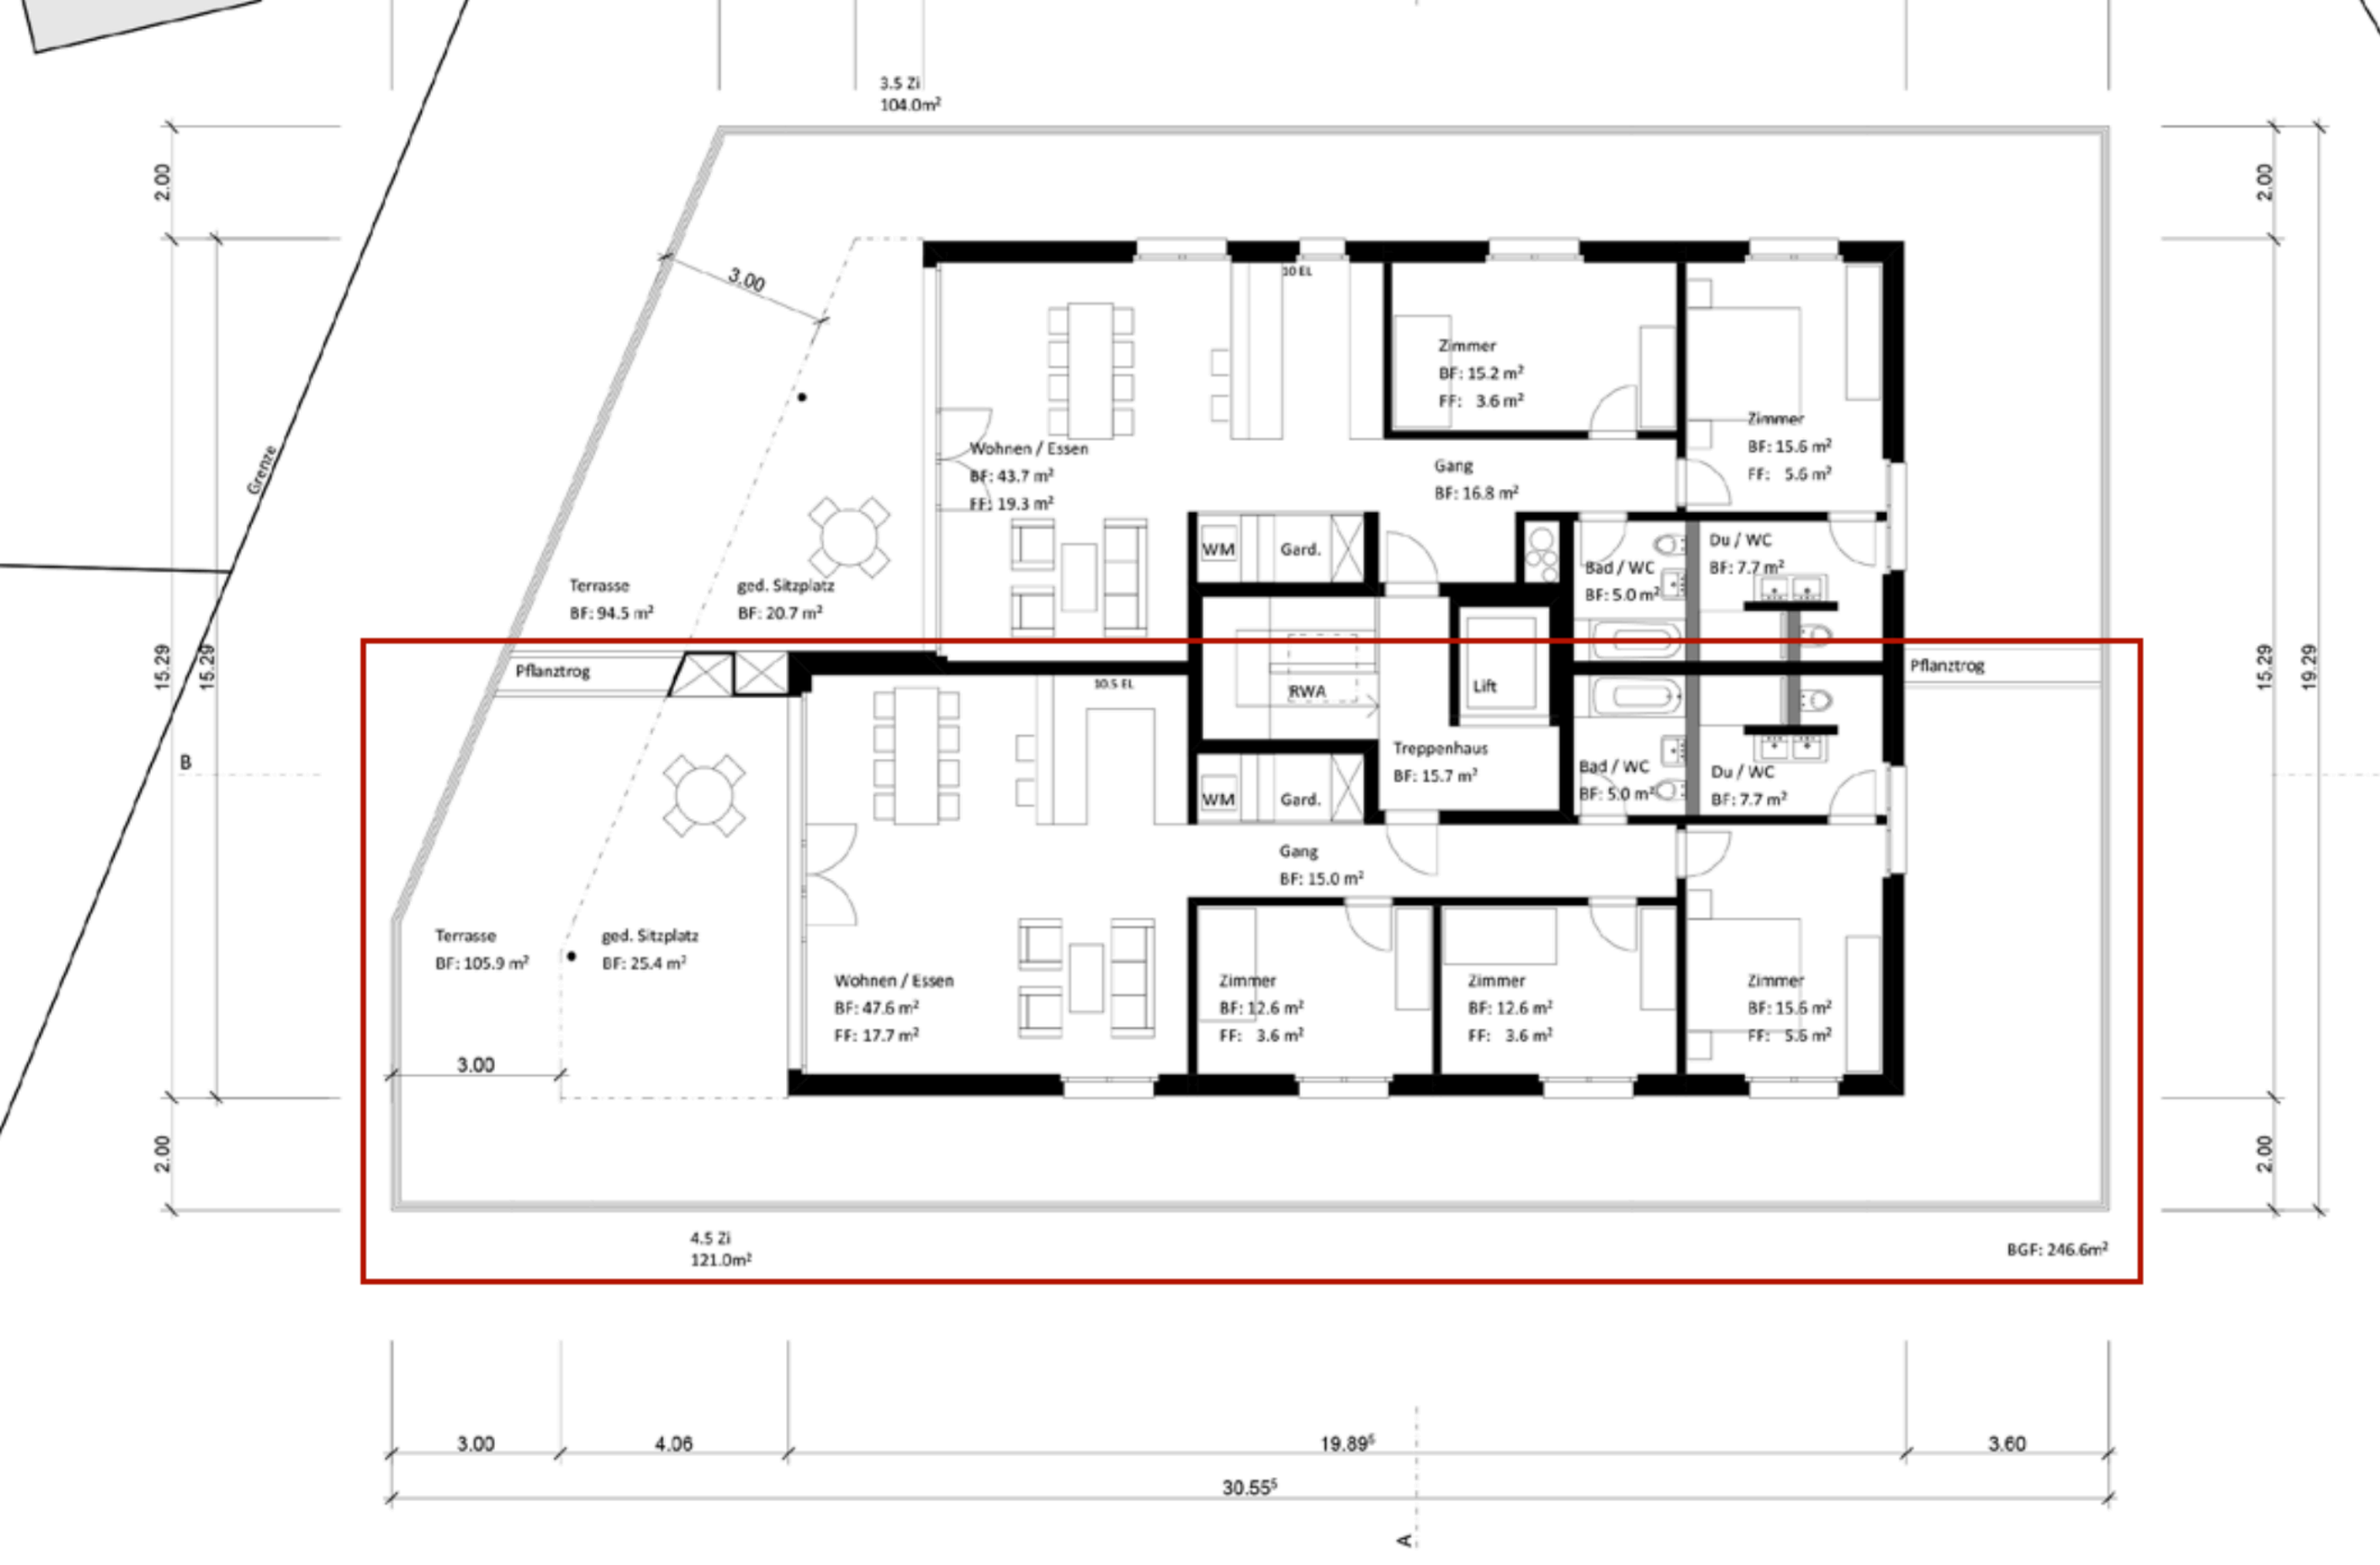 3.5 Zi
104.0m²
2.00
2.00
3.00
10 EL
Zimmer
BF: 15.2 m²
FF: 3.6 m²
Zimmer
BF: 15.6 m²
FF: 5.6 m²
Grenze
Wohnen / Essen
BF: 43.7 m²
FF: 19.3 m²
Gang
BF: 16.8 m²
WM
Gard.
Du / WC
BF: 7.7 m²
Bad / WC
BF: 5.0 m²
Terrasse
BF: 94.5 m²
ged. Sitzplatz
BF: 20.7 m²
15.29
15.29
15.29
19.29
Pflanztrog
Pflanztrog
10.5 EL
RWA
Lift
Treppenhaus
BF: 15.7 m²
B
WM
Gard.
Bad / WC
BF: 5.0 m²
Du / WC
BF: 7.7 m²
Gang
BF: 15.0 m²
Terrasse
BF: 105.9 m²
ged. Sitzplatz
BF: 25.4 m²
Wohnen / Essen
BF: 47.6 m²
FF: 17.7 m²
Zimmer
BF: 12.6 m²
FF: 3.6 m²
Zimmer
BF: 12.6 m²
FF: 3.6 m²
Zimmer
BF: 15.6 m²
FF: 5.6 m²
3.00
2.00
2.00
4.5 Zi
121.0m²
BGF: 246.6m²
3.00
4.06
19.89⁵
3.60
30.55⁵
A